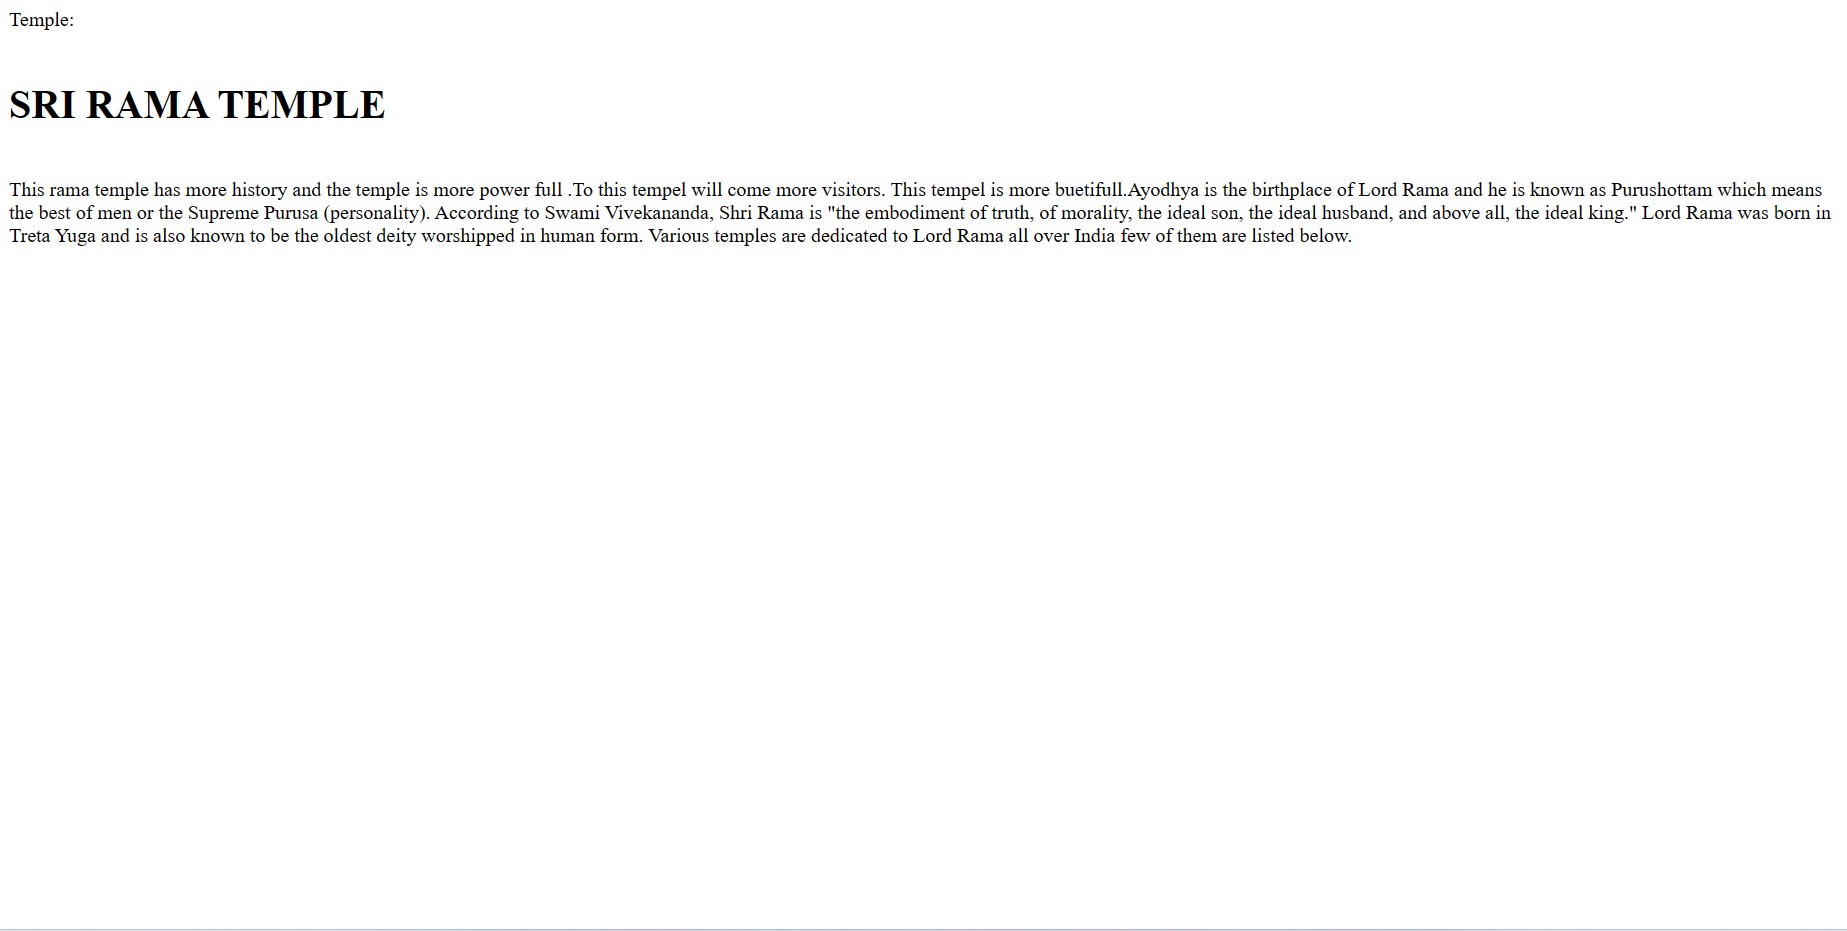 Temple:
SRI RAMA TEMPLE
This rama temple has more history and the temple is more power full .To this tempel will come more visitors. This tempel is more buetifull.Ayodhya is the birthplace of Lord Rama and he is known as Purushottam which means
the best of men or the Supreme Purusa (personality). According to Swami Vivekananda, Shri Rama is "the embodiment of truth, of morality, the ideal son, the ideal husband, and above all, the ideal king." Lord Rama was born in
Treta Yuga and is also known to be the oldest deity worshipped in human form. Various temples are dedicated to Lord Rama all over India few of them are listed below.